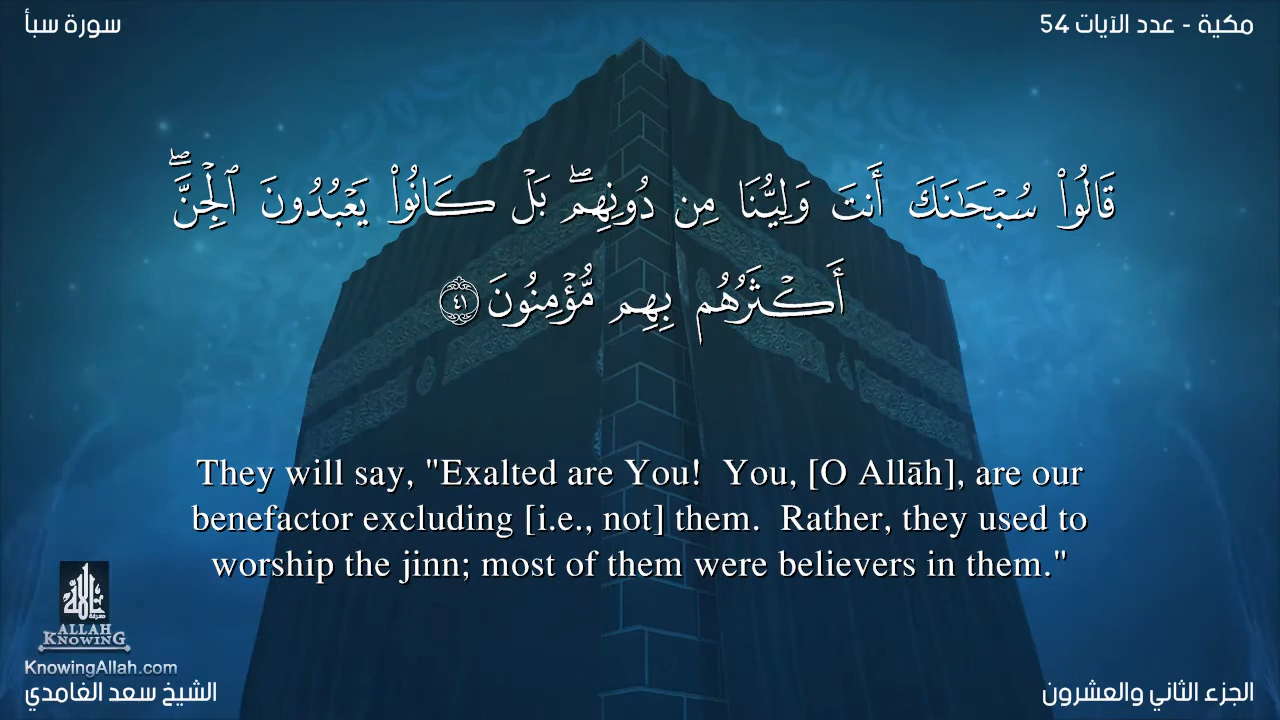 سورة سبأ
مكية - عدد الآيات 54
قَالُوا۟ سُبْحَـٰنَكَ أَنتَ وَلِيُّنَا مِن دُونِهِم ۖ بَلْ كَانُوا۟ يَعْبُدُونَ ٱلْجِنَّ ۖ
أَكْثَرُهُم بِهِم مُّؤْمِنُونَ ٤١
They will say, "Exalted are You! You, [O Allāh], are our
benefactor excluding [i.e., not] them. Rather, they used to
worship the jinn; most of them were believers in them."
معرفة الله
ALLAH
KNOWING
KnowingAllah.com
الشيخ سعد الغامدي
الجزء الثاني والعشرون